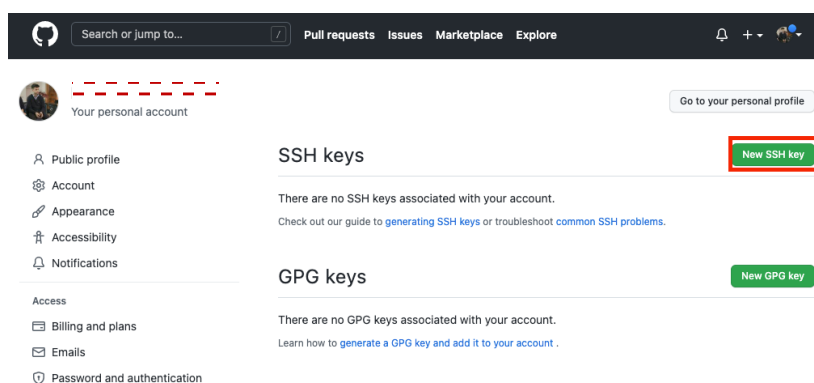 Search or jump to...
/
Pull requests Issues Marketplace Explore
Your personal account
Go to your personal profile
Public profile
Account
Appearance
Accessibility
Notifications
Access
Billing and plans
Emails
Password and authentication
SSH keys
New SSH key
There are no SSH keys associated with your account.
Check out our guide to generating SSH keys or troubleshoot common SSH problems.
GPG keys
New GPG key
There are no GPG keys associated with your account.
Learn how to generate a GPG key and add it to your account .